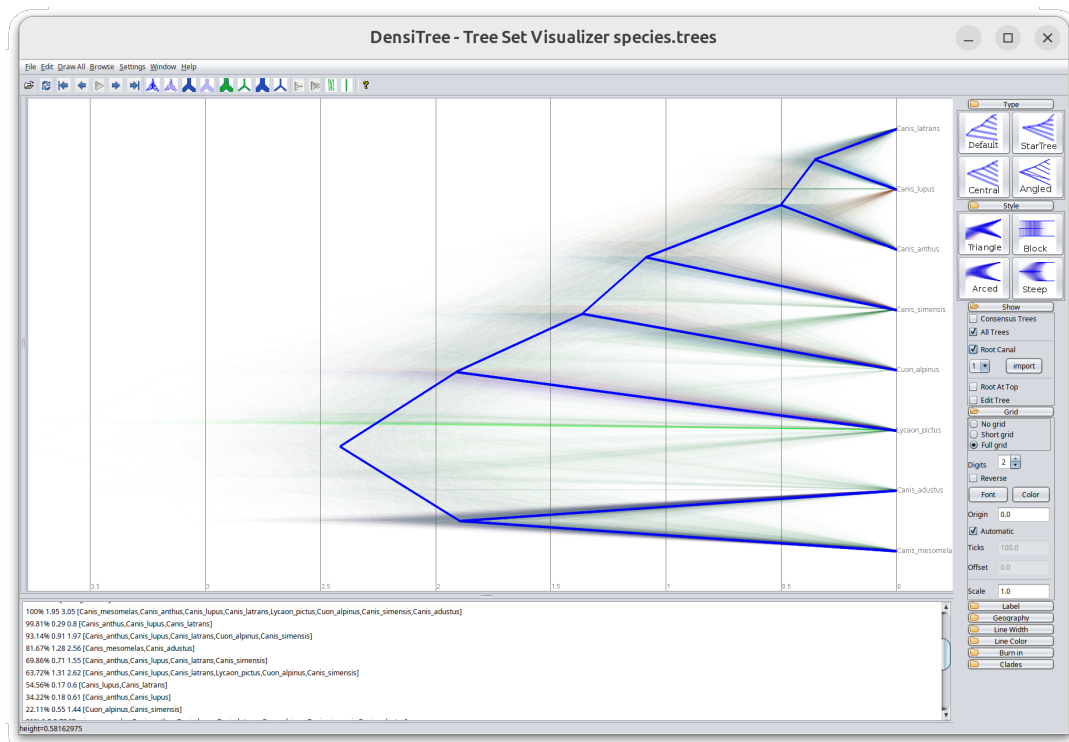 DensiTree - Tree Set Visualizer species.trees
File Edit Draw All Browse Settings Window Help
Canis_latrans
Canis_lupus
Canis_anthus
Canis_simensis
Cuon_alpinus
Lycaon_pictus
Canis_adustus
Canis_mesomela
3.5 3 2.5 2 1.5 1 0.5 0
100% 1.95 3.05 [Canis_mesomelas,Canis_anthus,Canis_lupus,Canis_latrans,Lycaon_pictus,Cuon_alpinus,Canis_simensis,Canis_adustus]
99.81% 0.29 0.8 [Canis_anthus,Canis_lupus,Canis_latrans]
93.14% 0.91 1.97 [Canis_anthus,Canis_lupus,Canis_latrans,Cuon_alpinus,Canis_simensis]
81.67% 1.28 2.56 [Canis_mesomelas,Canis_adustus]
69.86% 0.71 1.55 [Canis_anthus,Canis_lupus,Canis_latrans,Canis_simensis]
63.72% 1.31 2.62 [Canis_anthus,Canis_lupus,Canis_latrans,Lycaon_pictus,Cuon_alpinus,Canis_simensis]
54.56% 0.17 0.6 [Canis_lupus,Canis_latrans]
34.22% 0.18 0.61 [Canis_anthus,Canis_lupus]
22.11% 0.55 1.44 [Cuon_alpinus,Canis_simensis]
height=0.58162975
Type
Default StarTree
Central Angled
Style
Triangle Block
Arced Steep
Show
Consensus Trees
All Trees
Root Canal
1 import
Root At Top
Edit Tree
Grid
No grid
Short grid
Full grid
Digits 2
Reverse
Font Color
Origin 0.0
Automatic
Ticks 100.0
Offset 0.0
Scale 1.0
Label
Geography
Line Width
Line Color
Burn in
Clades